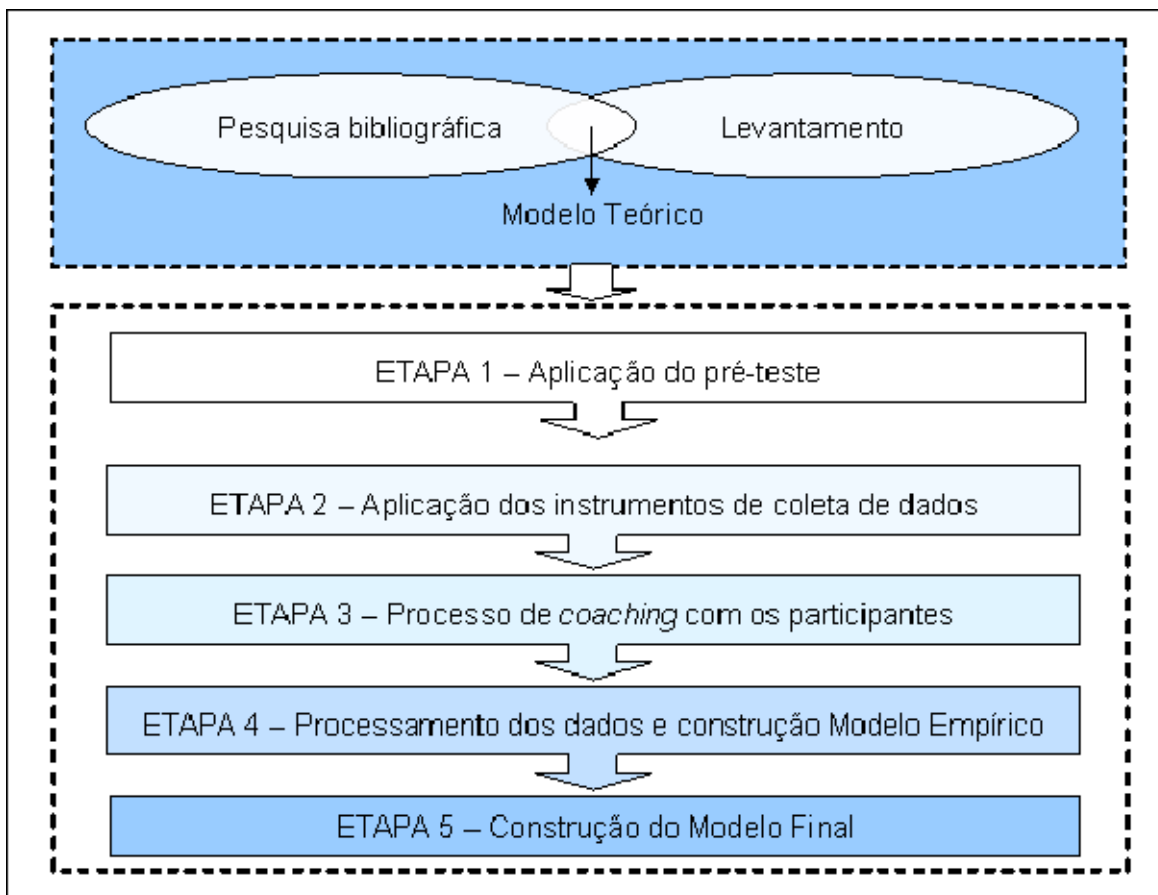 Pesquisa bibliográfica
Levantamento
Modelo Teórico
ETAPA 1 – Aplicação do pré-teste
ETAPA 2 – Aplicação dos instrumentos de coleta de dados
ETAPA 3 – Processo de coaching com os participantes
ETAPA 4 – Processamento dos dados e construção Modelo Empírico
ETAPA 5 – Construção do Modelo Final